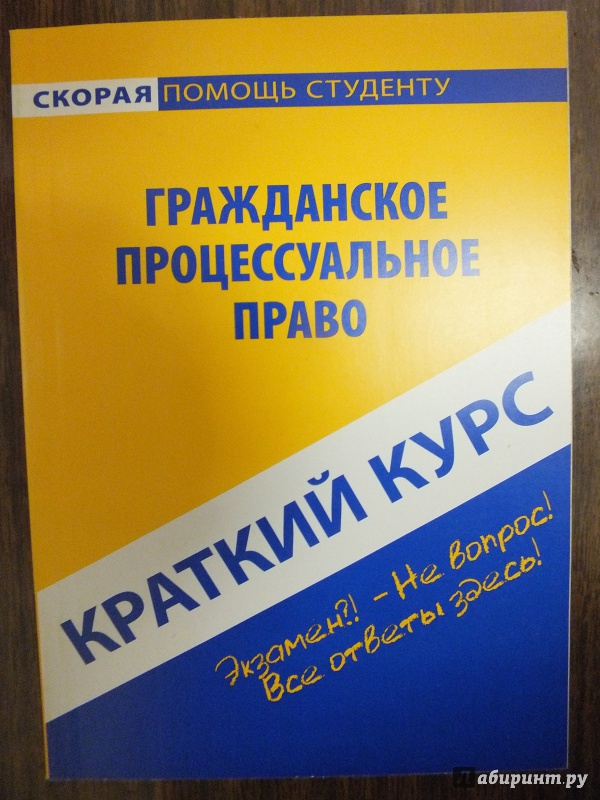 СКОРАЯ ПОМОЩЬ СТУДЕНТУ
ГРАЖДАНСКОЕ
ПРОЦЕССУАЛЬНОЕ
ПРАВО
КРАТКИЙ КУРС
Экзамен?! - Не вопрос!
Все ответы здесь!
Лабиринт.ру